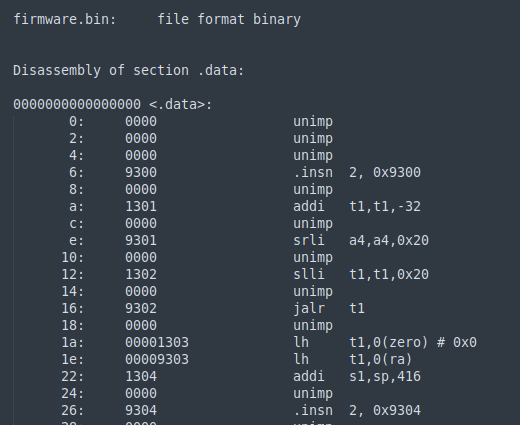 firmware.bin:     file format binary
Disassembly of section .data:
0000000000000000 <.data>:
0: 0000 unimp
2: 0000 unimp
4: 0000 unimp
6: 9300 .insn 2, 0x9300
8: 0000 unimp
a: 1301 addi t1,t1,-32
c: 0000 unimp
e: 9301 srli a4,a4,0x20
10: 0000 unimp
12: 1302 slli t1,t1,0x20
14: 0000 unimp
16: 9302 jalr t1
18: 0000 unimp
1a: 00001303 lh t1,0(zero) # 0x0
1e: 00009303 lh t1,0(ra)
22: 1304 addi s1,sp,416
24: 0000 unimp
26: 9304 .insn 2, 0x9304